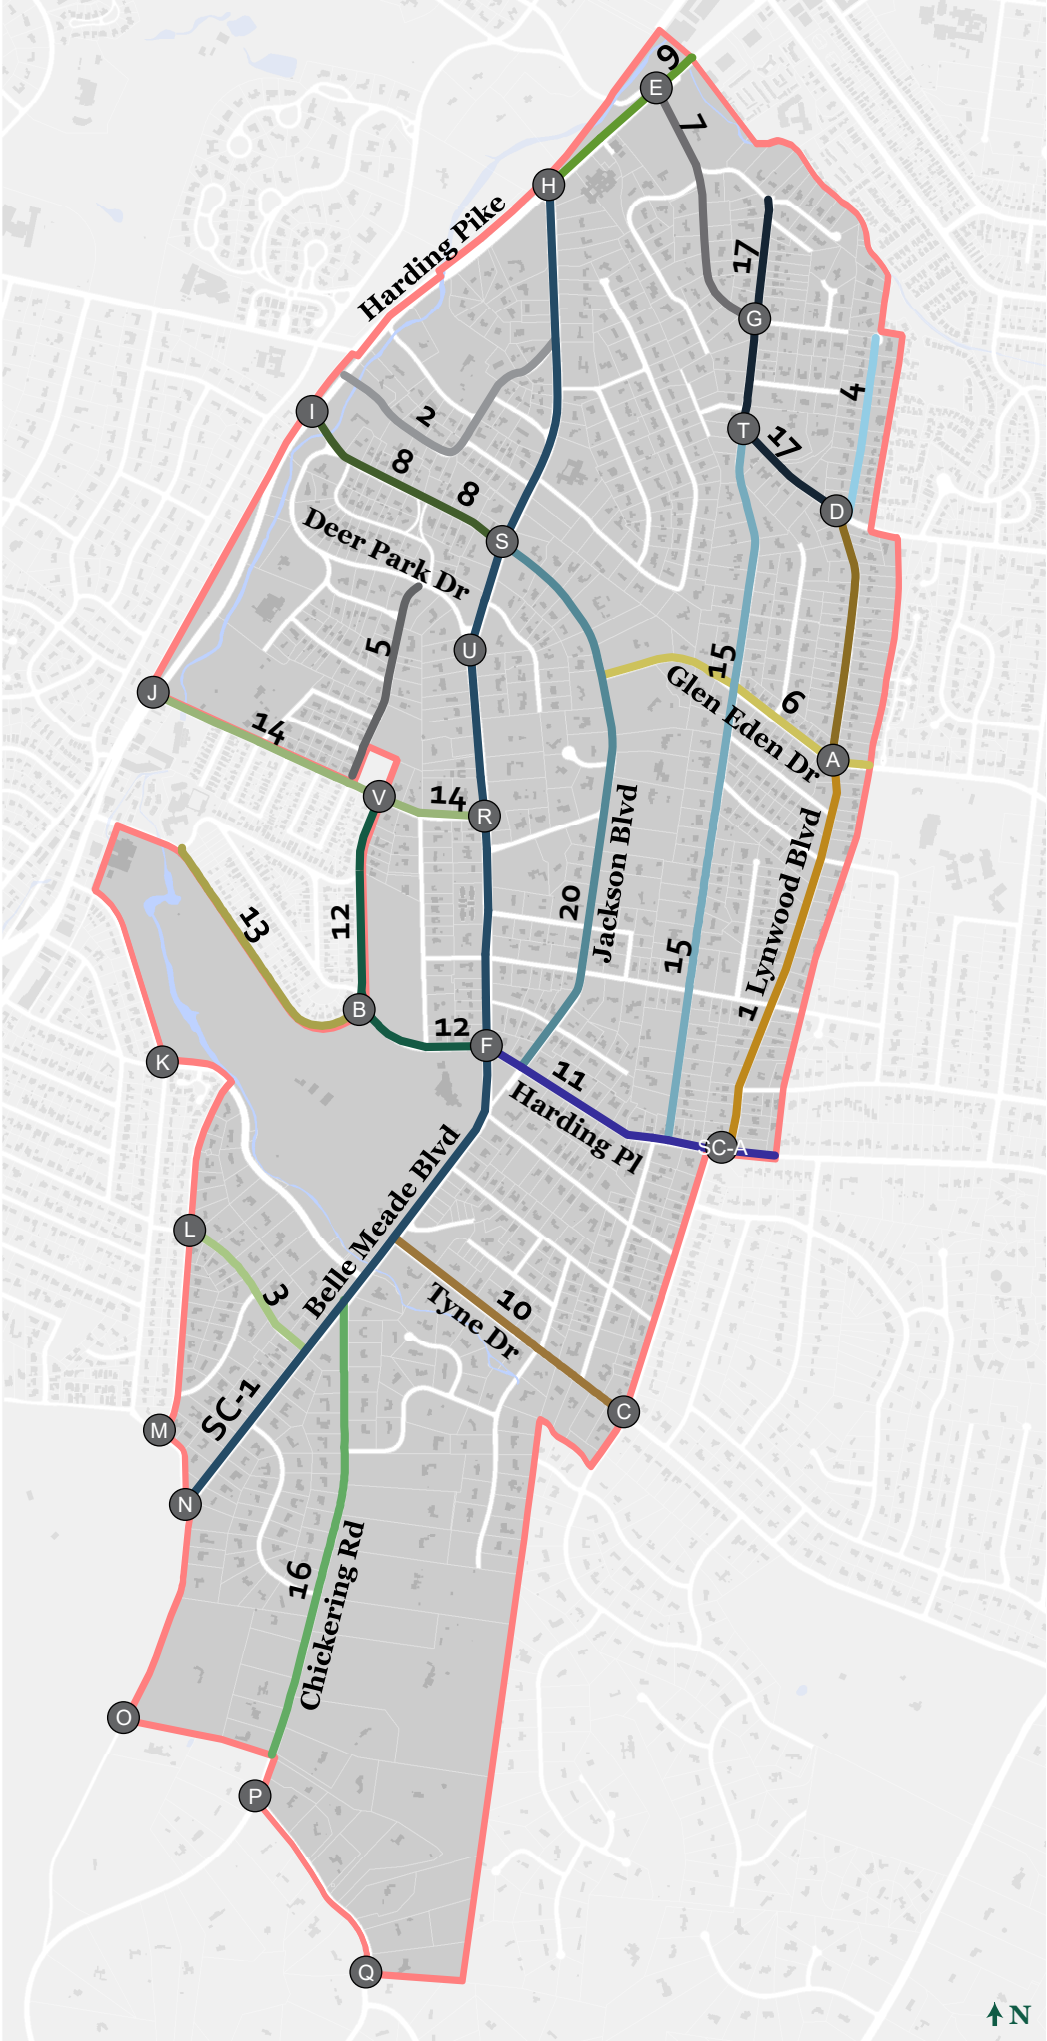 9
E
7
H
Harding Pike
17
G
4
2
I
T
17
8
8
D
S
Deer Park Dr
5
U
15
6
Glen Eden Dr
J
14
A
V
14
R
Jackson Blvd
Lynwood Blvd
20
13
12
15
1
B
12
F
K
11
Harding Pl
SC-A
L
Belle Meade Blvd
3
10
Tyne Dr
SC-1
C
M
N
16
Chickering Rd
O
P
Q
N